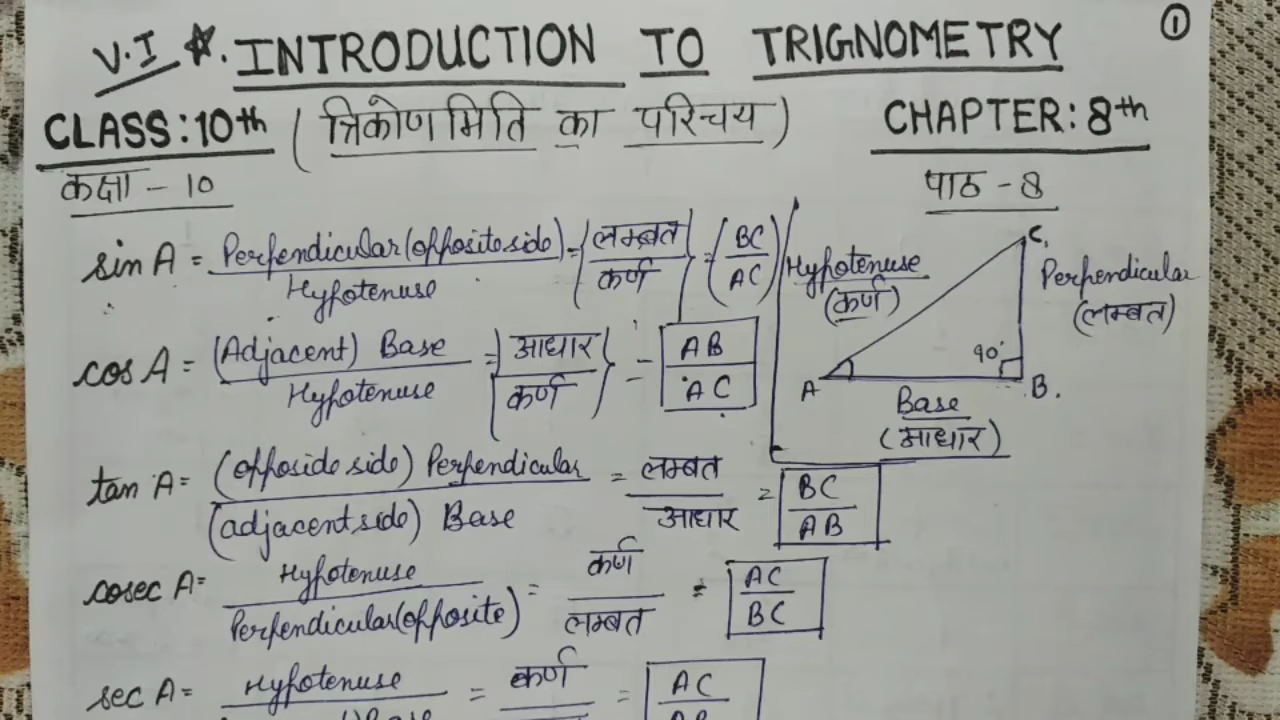 V.I ☆. INTRODUCTION TO TRIGNOMETRY ①
CLASS: 10th (त्रिकोणमिति का परिचय) CHAPTER: 8th
कक्षा - 10 पाठ - 8
sin A = Perpendicular (opposite side) / Hypotenuse = {लम्बत / कर्ण} = (BC / AC)
Hypotenuse (कर्ण)
Perpendicular (लम्बत)
C.
90°
A B.
Base
(आधार)
cos A = (Adjacent) Base / Hypotenuse = {आधार / कर्ण} = AB / AC
tan A = (opposide side) Perpendicular / (adjacent side) Base = लम्बत / आधार = BC / AB
cosec A = Hypotenuse / Perpendicular (opposite) = कर्ण / लम्बत = AC / BC
sec A = Hypotenuse / Base = कर्ण = AC / AB